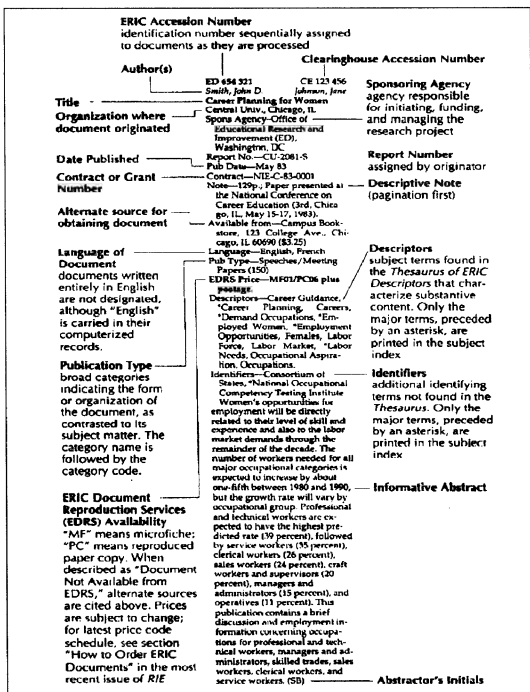 ERIC Accession Number
identification number sequentially assigned
to documents as they are processed
Clearinghouse Accession Number
Author(s)
Title
Organization where
document originated
Date Published
Contract or Grant
Number
Alternate source for
obtaining document
Language of
Document
documents written
entirely in English
are not designated,
although "English"
is carried in their
computerized
records.
Publication Type
broad categories
indicating the form
or organization of
the document, as
contrasted to its
subject matter. The
category name is
followed by the
category code.
ERIC Document
Reproduction Services
(EDRS) Availability
"MF" means microfiche;
"PC" means reproduced
paper copy. When
described as "Document
Not Available from
EDRS," alternate sources
are cited above. Prices
are subject to change;
for latest price code
schedule, see section
"How to Order ERIC
Documents" in the most
recent issue of RIE
ED 654 321 CE 123 456
Smith, John D. Johnson, Jane
Career Planning for Women
Central Univ., Chicago, IL
Spons Agency—Office of
Educational Research and
Improvement (ED),
Washington, DC
Report No.—CU-2081-S
Pub Date—May 83
Contract—NIE-C-83-0001
Note—129p.; Paper presented at
the National Conference on
Career Education (3rd, Chica
go, IL, May 15-17, 1983).
Available from—Campus Book-
store, 123 College Ave., Chi-
cago, IL 60690 ($3.25)
Language—English, French
Pub Type—Speeches/Meeting
Papers (150)
EDRS Price—MF01/PC06 plus
postage.
Descriptors—Career Guidance,
*Career Planning, Careers,
*Demand Occupations, *Em-
ployed Women, *Employment
Opportunities, Females, Labor
Force, Labor Market, *Labor
Needs, Occupational Aspira-
tion, Occupations.
Identifiers—Consortium of
States, *National Occupational
Competency Testing Institute
Women's opportunities for
employment will be directly
related to their level of skill and
experience and also to the labor
market demands through the
remainder of the decade. The
number of workers needed for all
major occupational categories is
expected to increase by about
one-fifth between 1980 and 1990,
but the growth rate will vary by
occupational group. Professional
and technical workers are ex-
pected to have the highest pre-
dicted rate (39 percent), followed
by service workers (35 percent),
clerical workers (26 percent),
sales workers (24 percent), craft
workers and supervisors (20
percent), managers and
administrators (15 percent), and
operatives (11 percent). This
publication contains a brief
discussion and employment in-
formation concerning occupa-
tions for professional and tech-
nical workers, managers and ad-
ministrators, skilled trades, sales
workers, clerical workers, and
service workers. (SB)
Sponsoring Agency
agency responsible
for initiating, funding,
and managing the
research project
Report Number
assigned by originator
Descriptive Note
(pagination first)
Descriptors
subject terms found in
the Thesaurus of ERIC
Descriptors that char-
acterize substantive
content. Only the
major terms, preceded
by an asterisk, are
printed in the subject
index
Identifiers
additional identifying
terms not found in the
Thesaurus. Only the
major terms, preceded
by an asterisk, are
printed in the subject
index
Informative Abstract
Abstractor's Initials